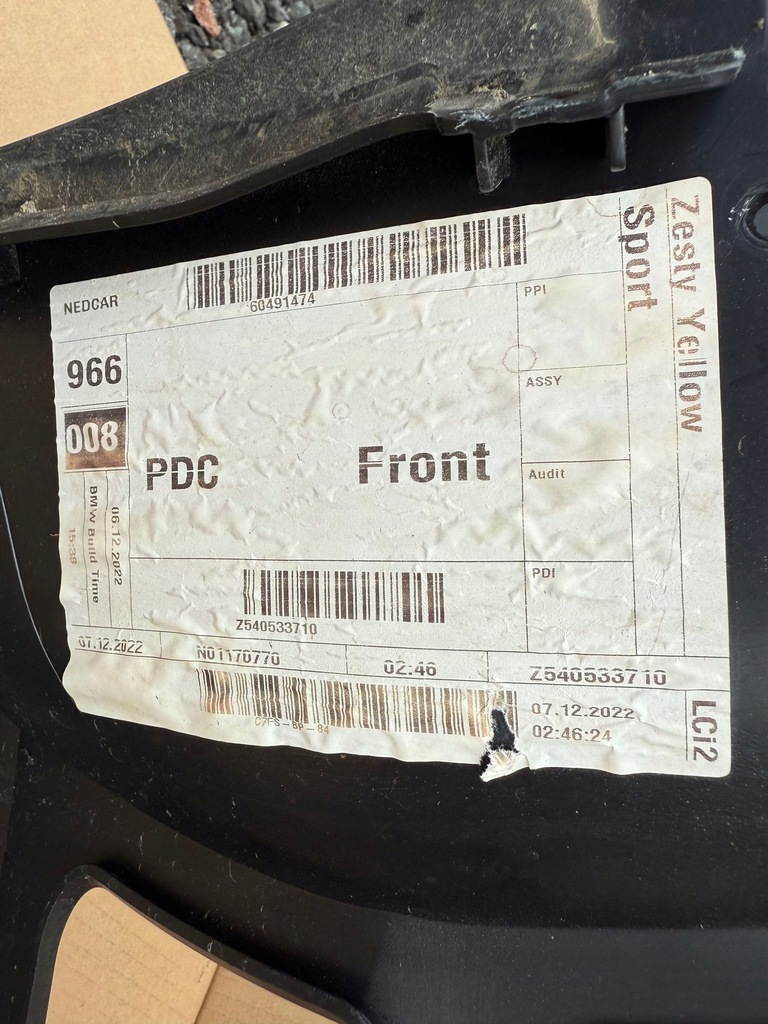 NEDCAR
60491474
Zesty Yellow
Sport
PPI
966
ASSY
008
PDC Front
Audit
06.12.2022
BMW Build Time
15:38
PDI
Z540533710
07.12.2022 N01170770 02:46 Z540533710
07.12.2022
02:46:24
LCi2